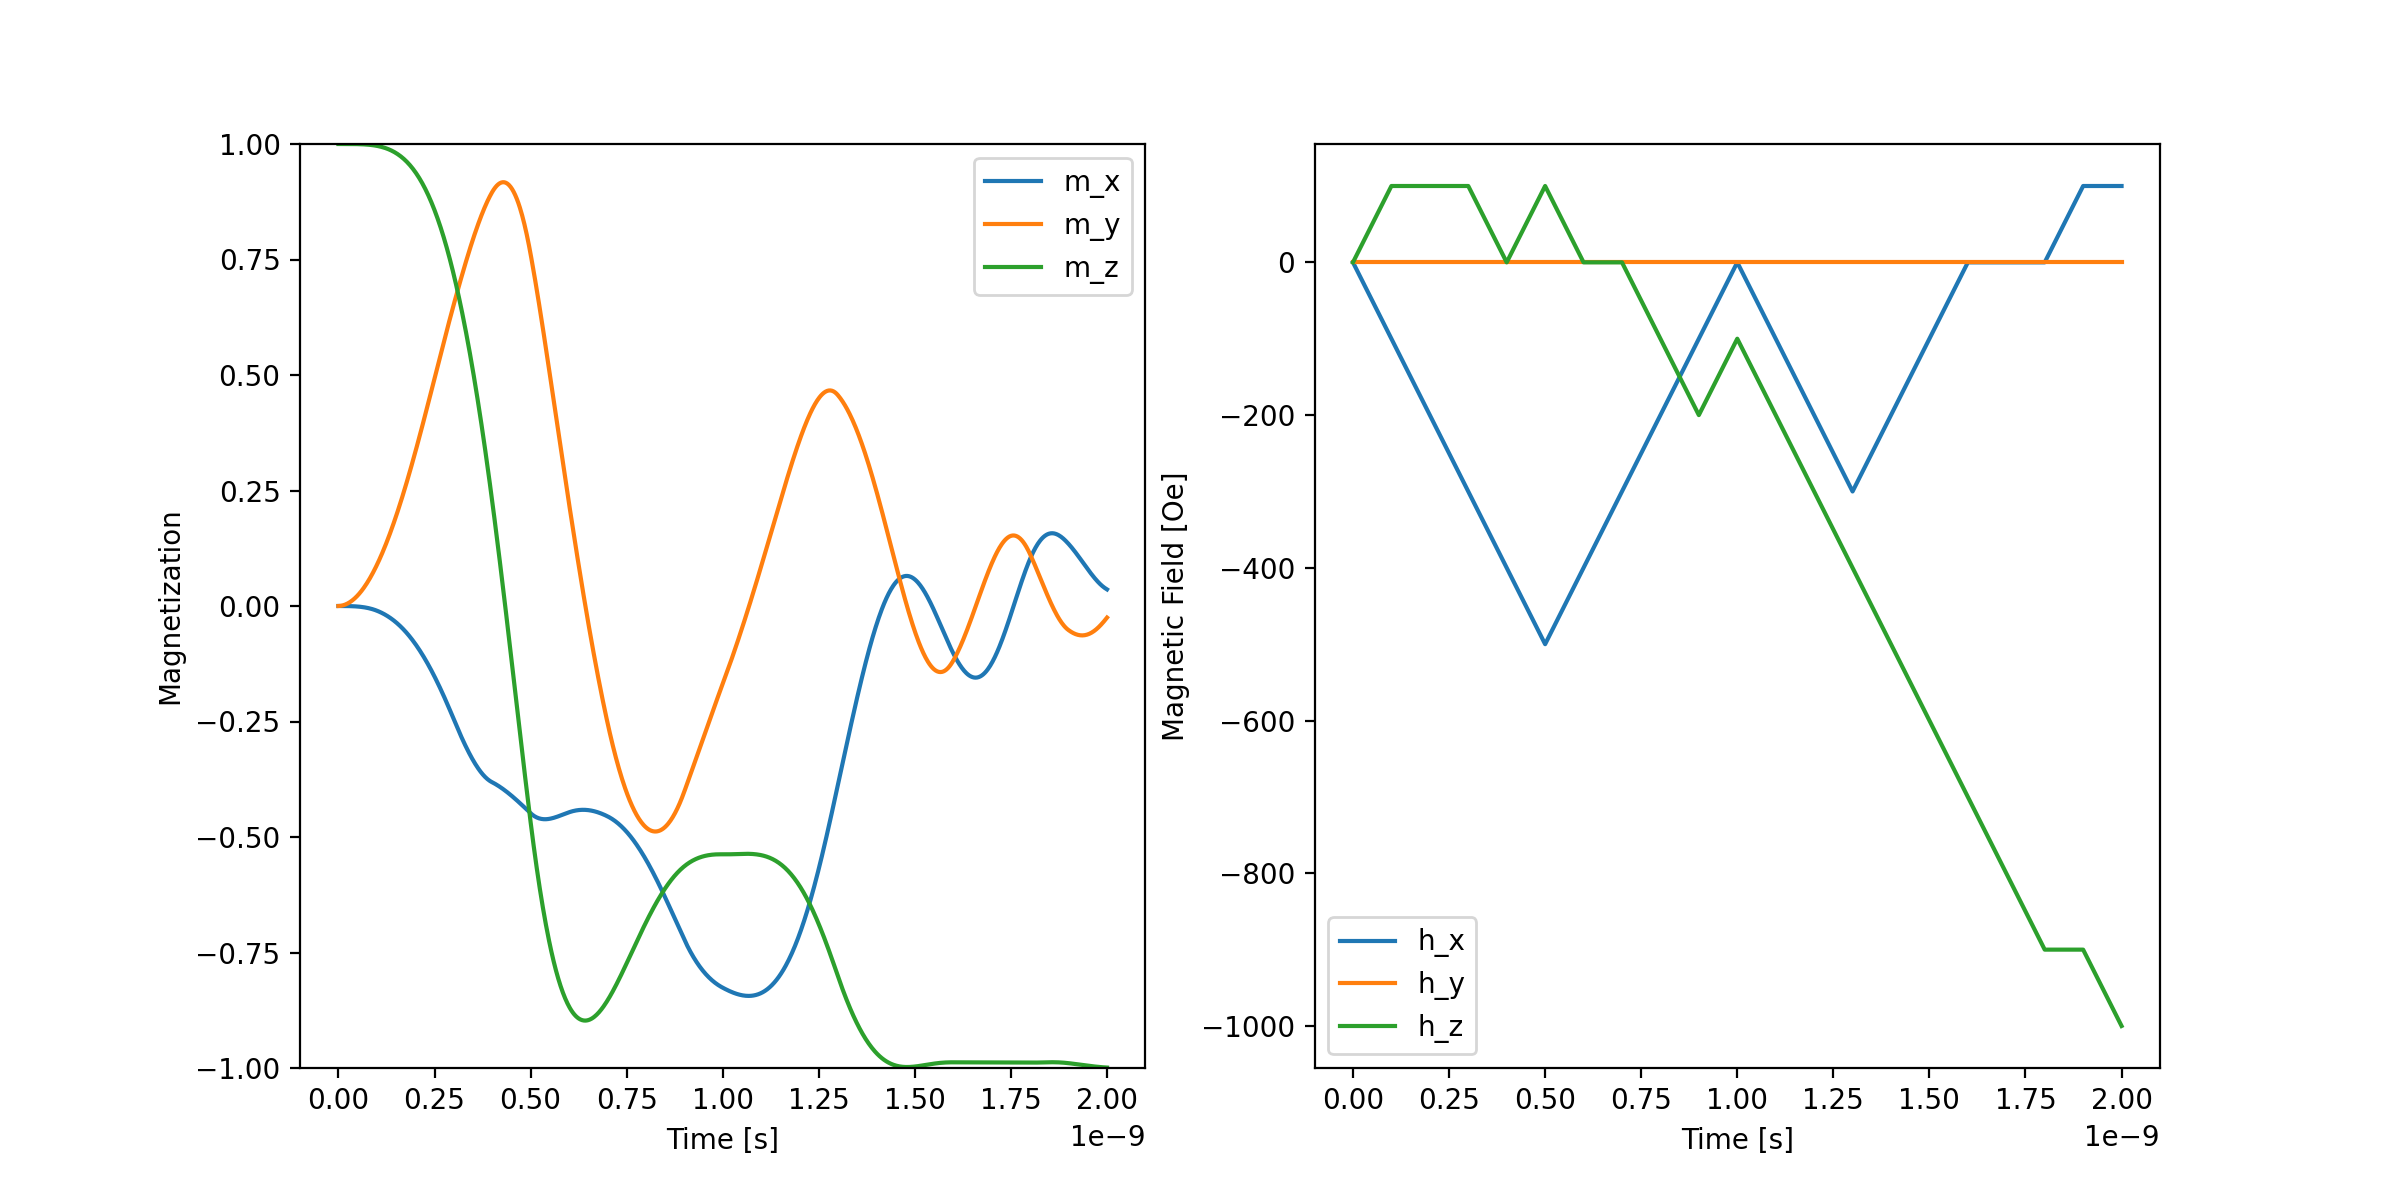 1.00
0.75
0.50
0.25
0.00
−0.25
−0.50
−0.75
−1.00
Magnetization
m_x
m_y
m_z
0.00 0.25 0.50 0.75 1.00 1.25 1.50 1.75 2.00
Time [s]
1e−9
0
−200
−400
−600
−800
−1000
Magnetic Field [Oe]
h_x
h_y
h_z
0.00 0.25 0.50 0.75 1.00 1.25 1.50 1.75 2.00
Time [s]
1e−9